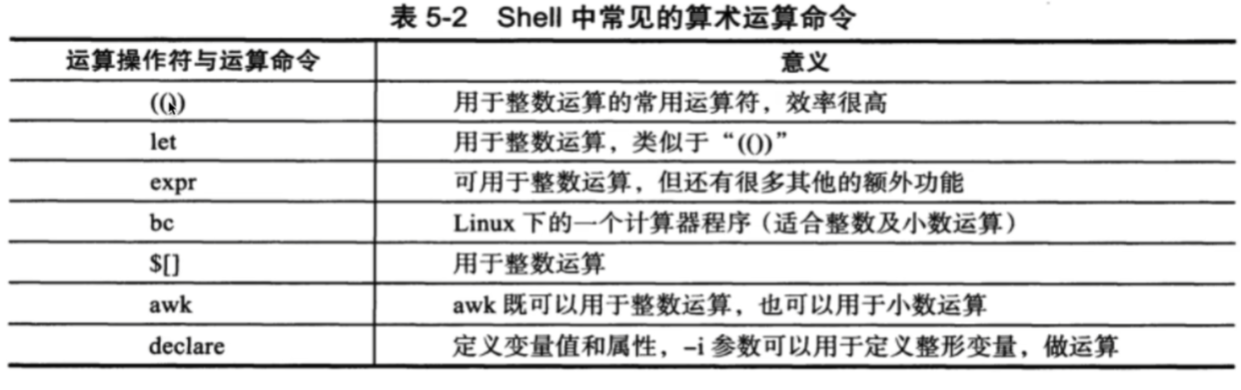 表 5-2 Shell 中常见的算术运算命令
运算操作符与运算命令 意义
(()) 用于整数运算的常用运算符，效率很高
let 用于整数运算，类似于“(())”
expr 可用于整数运算，但还有很多其他的额外功能
bc Linux 下的一个计算器程序（适合整数及小数运算）
$[] 用于整数运算
awk awk 既可以用于整数运算，也可以用于小数运算
declare 定义变量值和属性，-i 参数可以用于定义整形变量，做运算